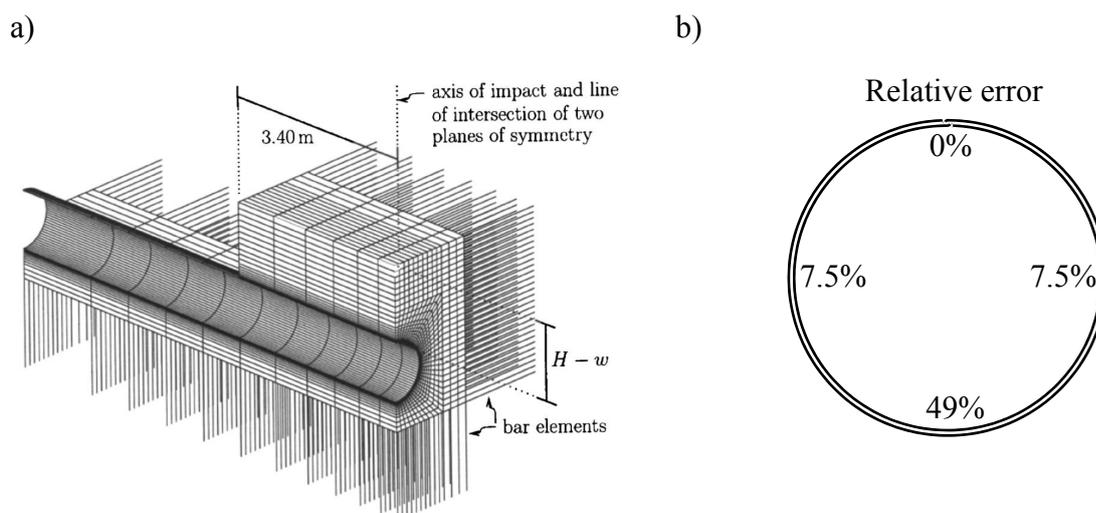 a)
b)
axis of impact and line
of intersection of two
planes of symmetry
3.40 m
H – w
bar elements
Relative error
0%
7.5%
7.5%
49%